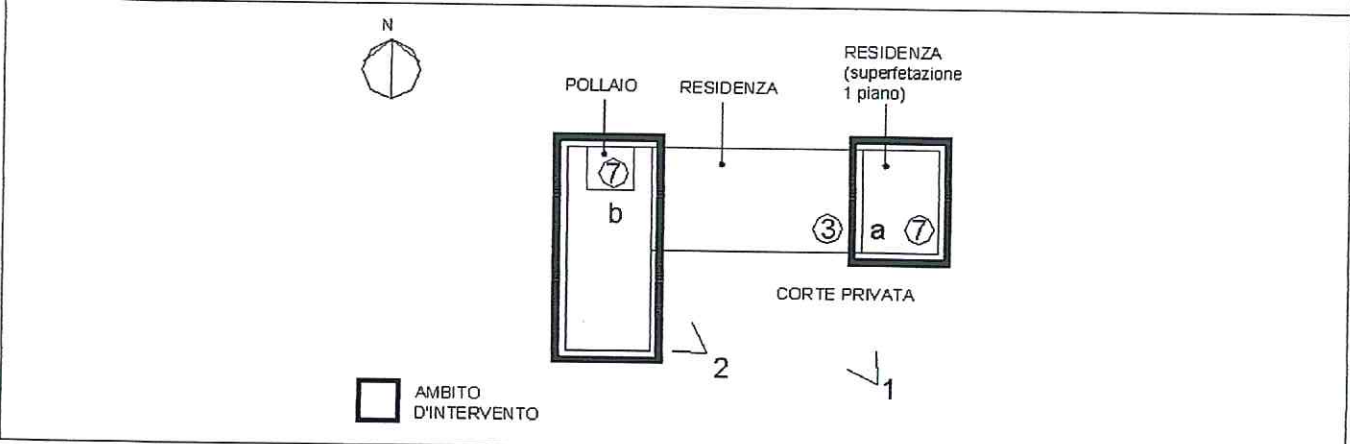 N
RESIDENZA
(superfetazione
1 piano)
POLLAIO
RESIDENZA
7
b
3
a
7
CORTE PRIVATA
2
1
AMBITO
D'INTERVENTO